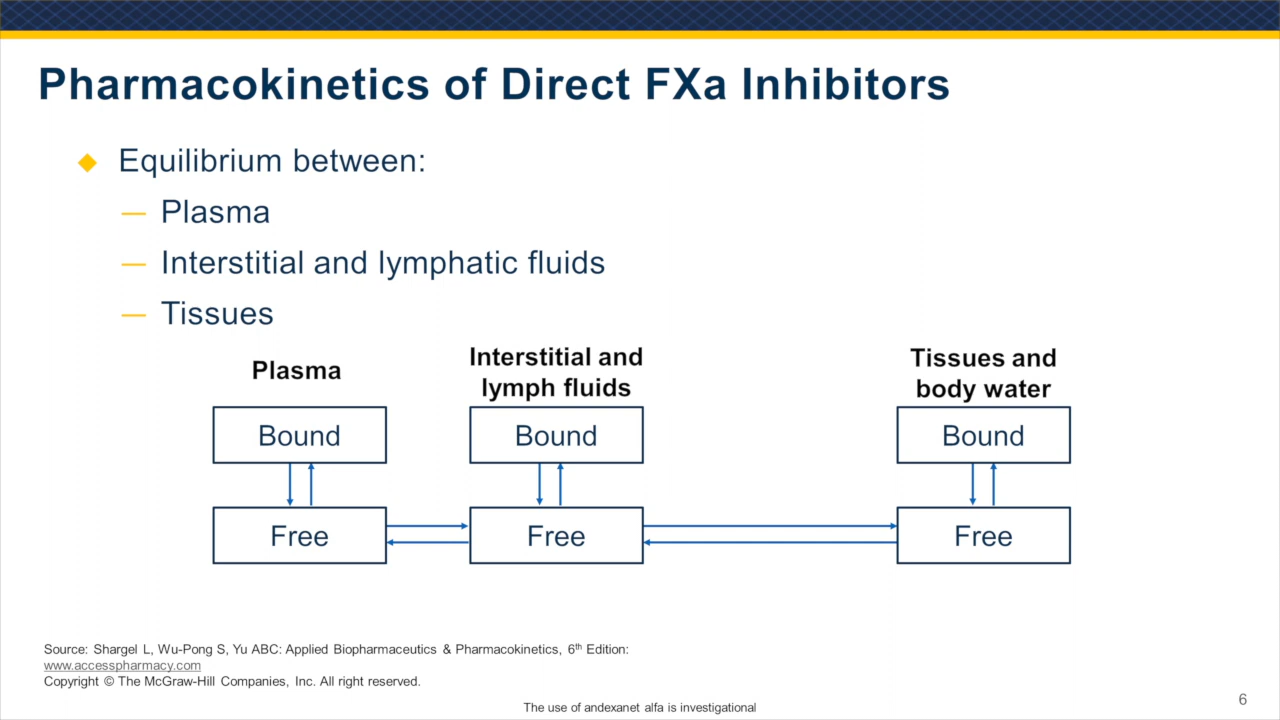 Pharmacokinetics of Direct FXa Inhibitors
◆ Equilibrium between:
— Plasma
— Interstitial and lymphatic fluids
— Tissues
Plasma
Interstitial and
lymph fluids
Tissues and
body water
Bound
Bound
Bound
Free
Free
Free
Source: Shargel L, Wu-Pong S, Yu ABC: Applied Biopharmaceutics & Pharmacokinetics, 6th Edition:
www.accesspharmacy.com
Copyright © The McGraw-Hill Companies, Inc. All right reserved.
The use of andexanet alfa is investigational
6